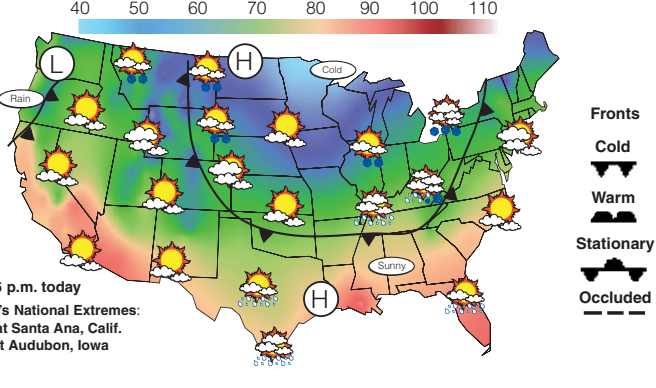 40 50 60 70 80 90 100 110
L
H
Cold
Rain
Fronts
Cold
Warm
Stationary
Occluded
Sunny
H
p.m. today
's National Extremes:
at Santa Ana, Calif.
Audubon, Iowa